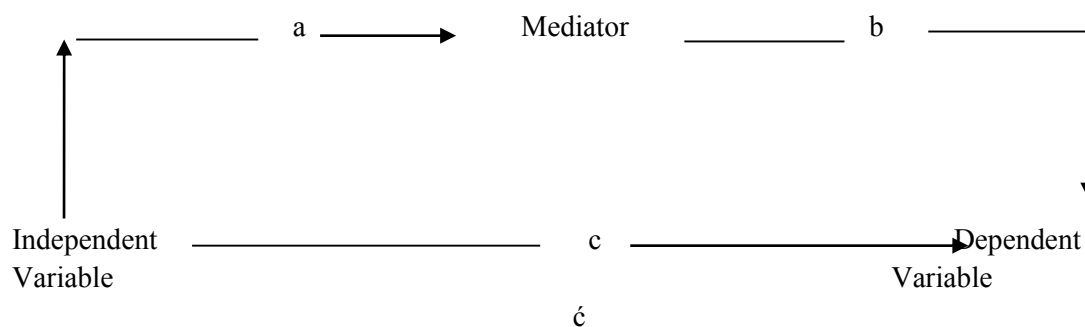 a Mediator b
Independent c Dependent
Variable Variable
ć